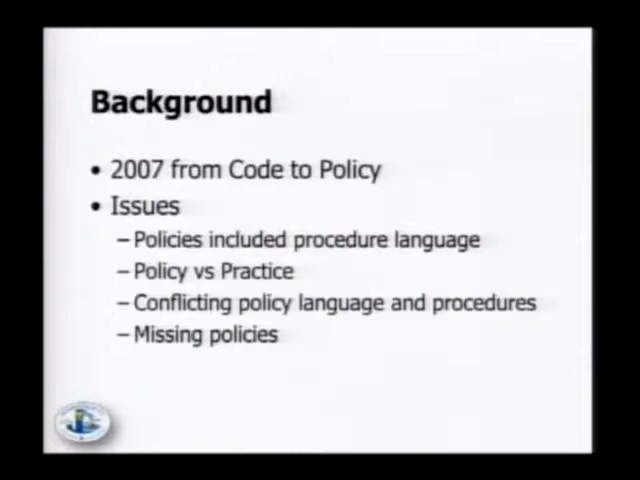 Background
• 2007 from Code to Policy
• Issues
– Policies included procedure language
– Policy vs Practice
– Conflicting policy language and procedures
– Missing policies